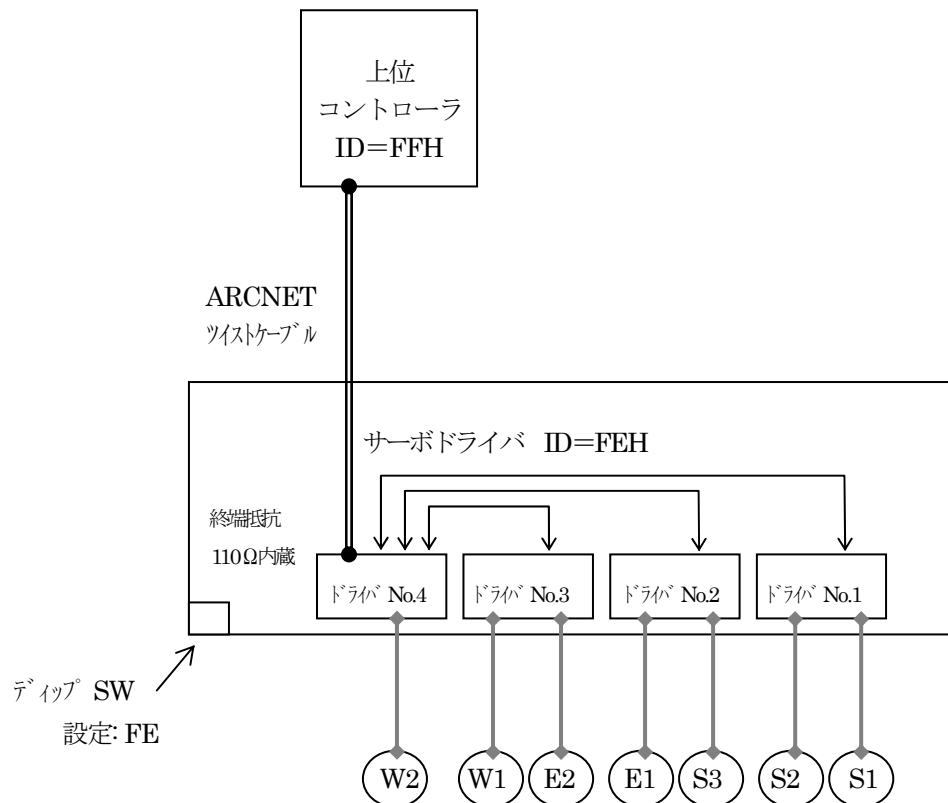 上位
コントローラ
ID=FFH
ARCNET
ツイストケーブル
サーボドライバ ID=FEH
終端抵抗
110Ω内蔵
ドライバ No.4
ドライバ No.3
ドライバ No.2
ドライバ No.1
ディップ SW
設定: FE
W2
W1
E2
E1
S3
S2
S1